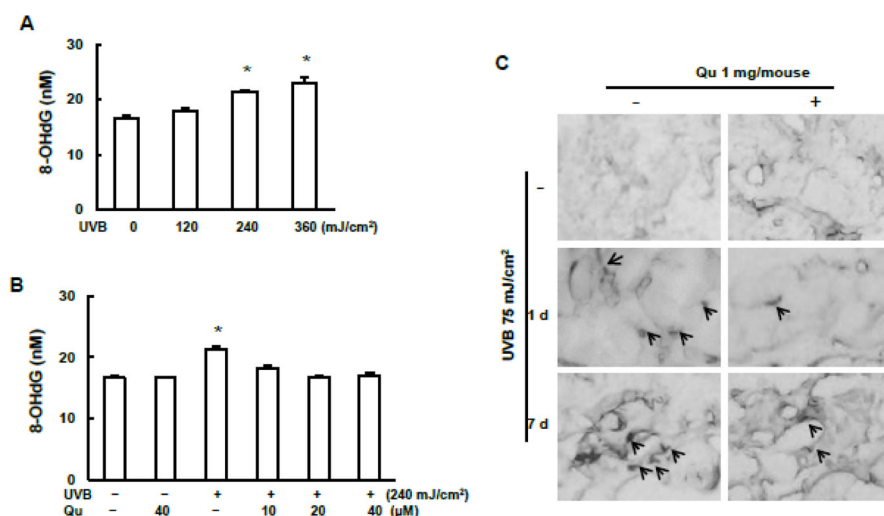 A
30
20
10
0
8-OHdG (nM)
*
*
UVB 0 120 240 360 (mJ/cm²)
B
30
20
10
0
8-OHdG (nM)
*
UVB – – + + + + (240 mJ/cm²)
Qu – 40 – 10 20 40 (μM)
C
Qu 1 mg/mouse
– +
UVB 75 mJ/cm²
–
1 d
7 d